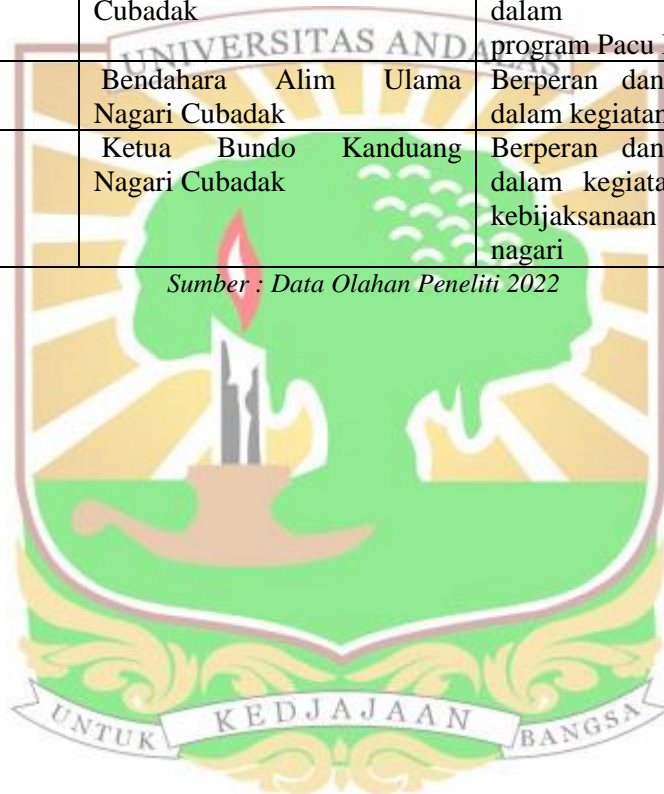 Cubadak
dalam
program Pacu
UNIVERSITAS ANDALAS
Bendahara Alim Ulama
Nagari Cubadak
Berperan dan
dalam kegiatan
Ketua Bundo Kanduang
Nagari Cubadak
Berperan dan
dalam
kebijaksanaan
nagari
Sumber : Data Olahan Peneliti 2022
UNTUK KEDJAJAAN BANGSA